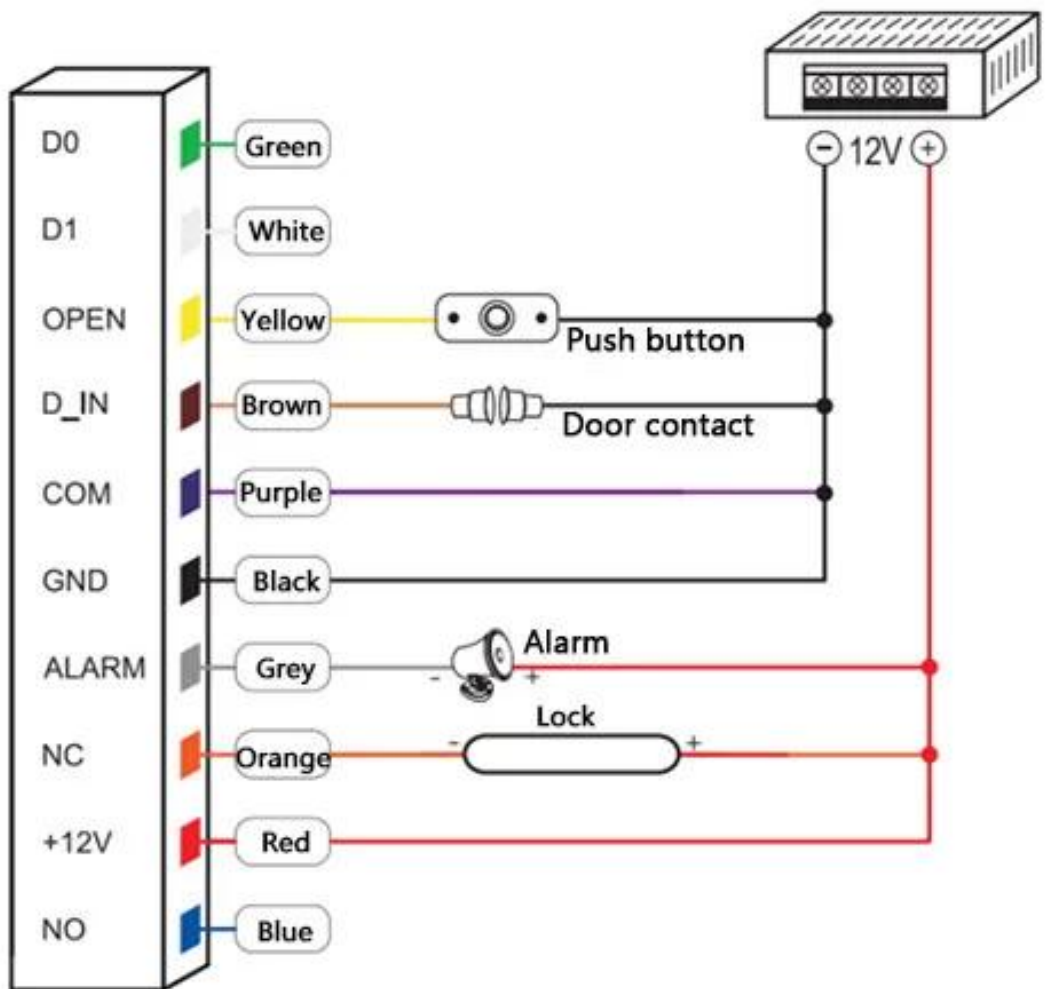 − 12V +
D0 Green
D1 White
OPEN Yellow
Push button
D_IN Brown
Door contact
COM Purple
GND Black
ALARM Grey - + Alarm
Lock
NC Orange - +
+12V Red
NO Blue